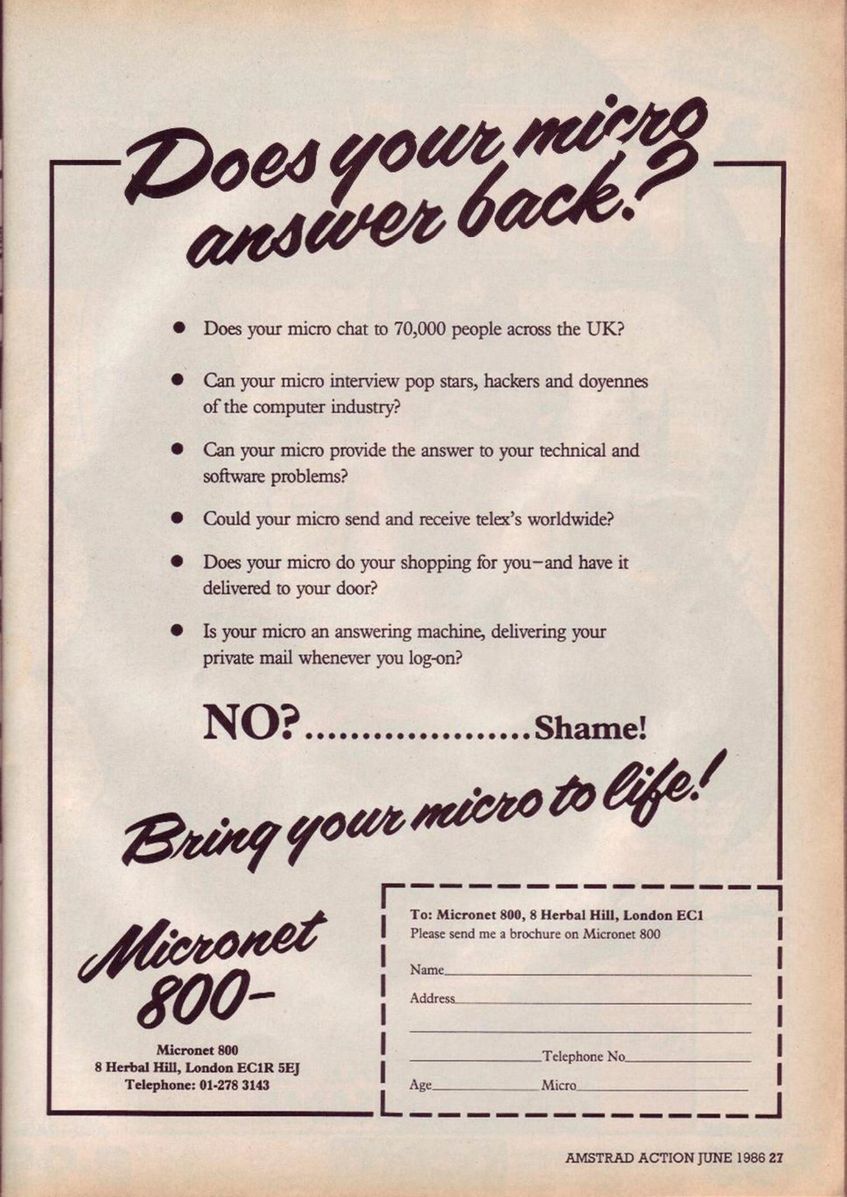 Does your micro
answer back?
● Does your micro chat to 70,000 people across the UK?
● Can your micro interview pop stars, hackers and doyennes
of the computer industry?
● Can your micro provide the answer to your technical and
software problems?
● Could your micro send and receive telex's worldwide?
● Does your micro do your shopping for you–and have it
delivered to your door?
● Is your micro an answering machine, delivering your
private mail whenever you log-on?
NO?....................Shame!
Bring your micro to life!
Micronet
800–
Micronet 800
8 Herbal Hill, London EC1R 5EJ
Telephone: 01-278 3143
To: Micronet 800, 8 Herbal Hill, London EC1
Please send me a brochure on Micronet 800
Name
Address
Telephone No
Age Micro
AMSTRAD ACTION JUNE 1986 27